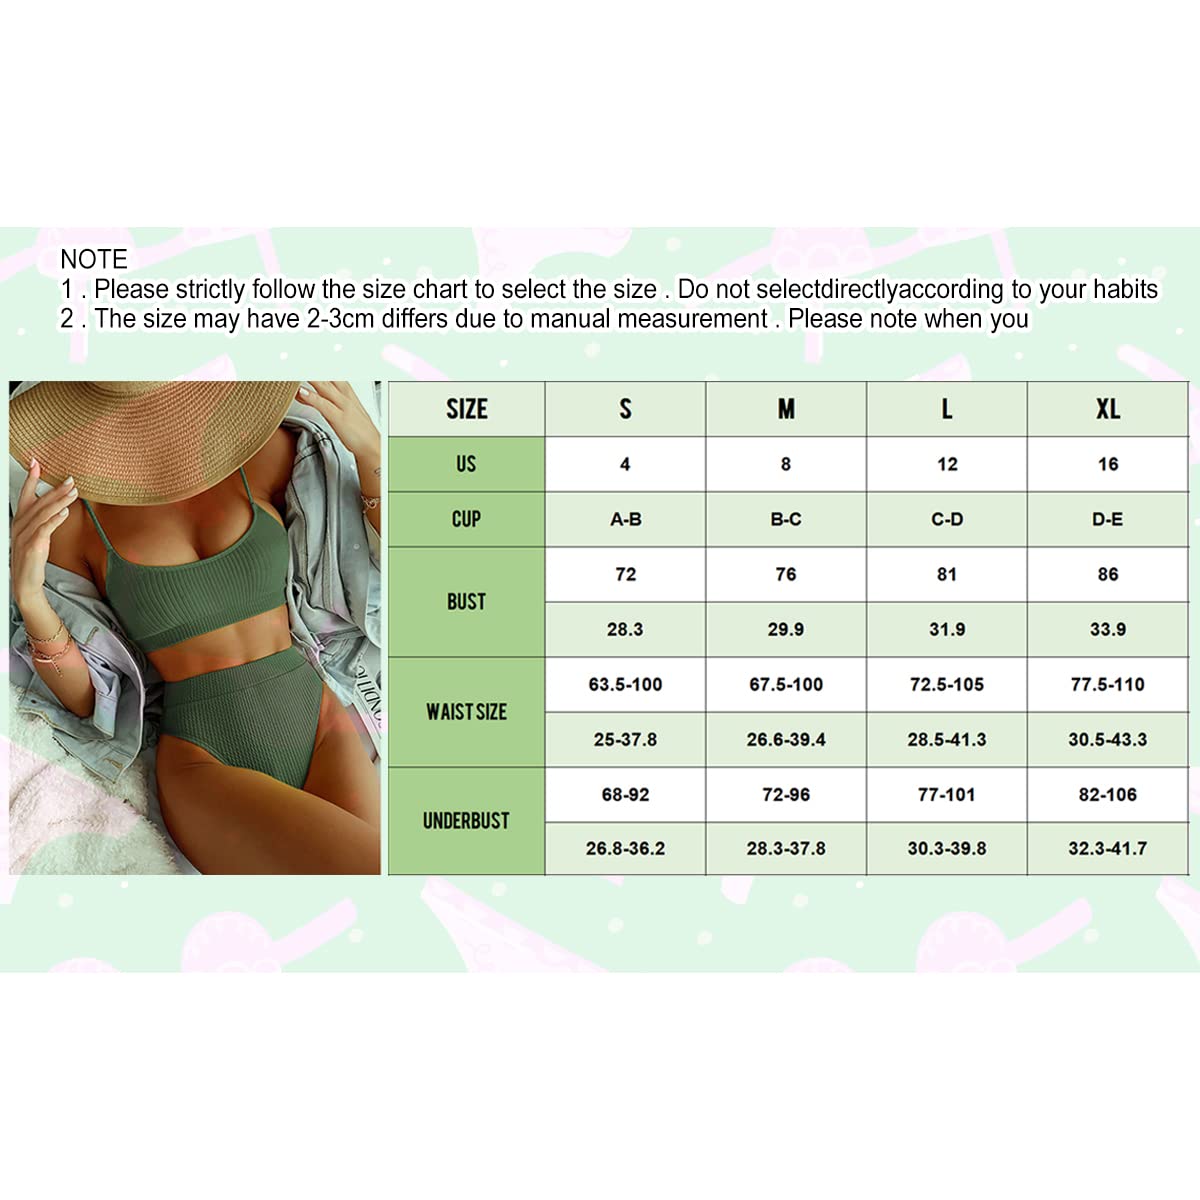 NOTE
1 . Please strictly follow the size chart to select the size . Do not selectdirectlyaccording to your habits
2 . The size may have 2-3cm differs due to manual measurement . Please note when you
SIZE S M L XL
US 4 8 12 16
CUP A-B B-C C-D D-E
BUST 72 76 81 86
28.3 29.9 31.9 33.9
WAIST SIZE 63.5-100 67.5-100 72.5-105 77.5-110
25-37.8 26.6-39.4 28.5-41.3 30.5-43.3
UNDERBUST 68-92 72-96 77-101 82-106
26.8-36.2 28.3-37.8 30.3-39.8 32.3-41.7